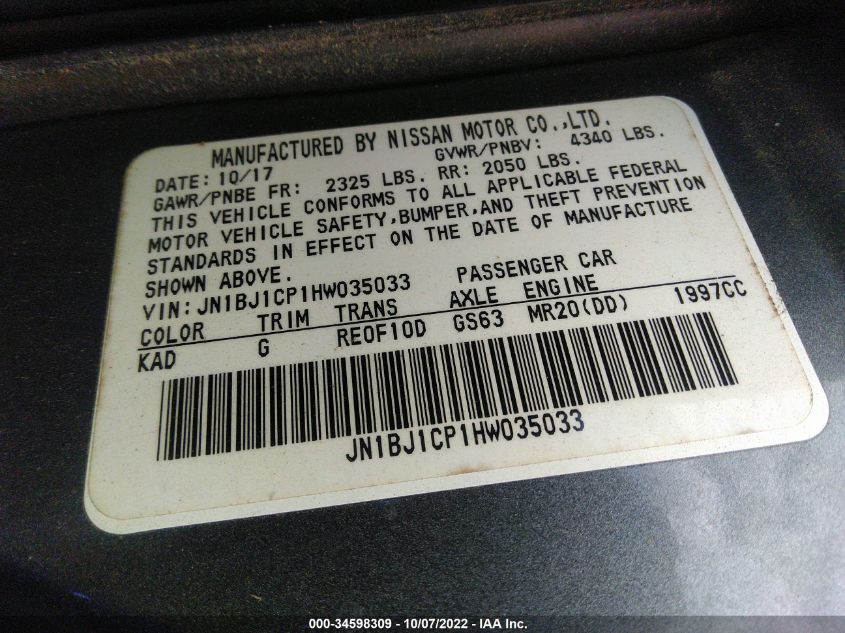 MANUFACTURED BY NISSAN MOTOR CO.,LTD.
DATE: 10/17 GVWR/PNBV: 4340 LBS.
GAWR/PNBE FR: 2325 LBS. RR: 2050 LBS.
THIS VEHICLE CONFORMS TO ALL APPLICABLE FEDERAL
MOTOR VEHICLE SAFETY,BUMPER,AND THEFT PREVENTION
STANDARDS IN EFFECT ON THE DATE OF MANUFACTURE
SHOWN ABOVE.
VIN: JN1BJ1CP1HW035033 PASSENGER CAR
COLOR TRIM TRANS AXLE ENGINE
KAD G RE0F10D GS63 MR20(DD) 1997CC
JN1BJ1CP1HW035033
000-34598309 - 10/07/2022 - IAA Inc.